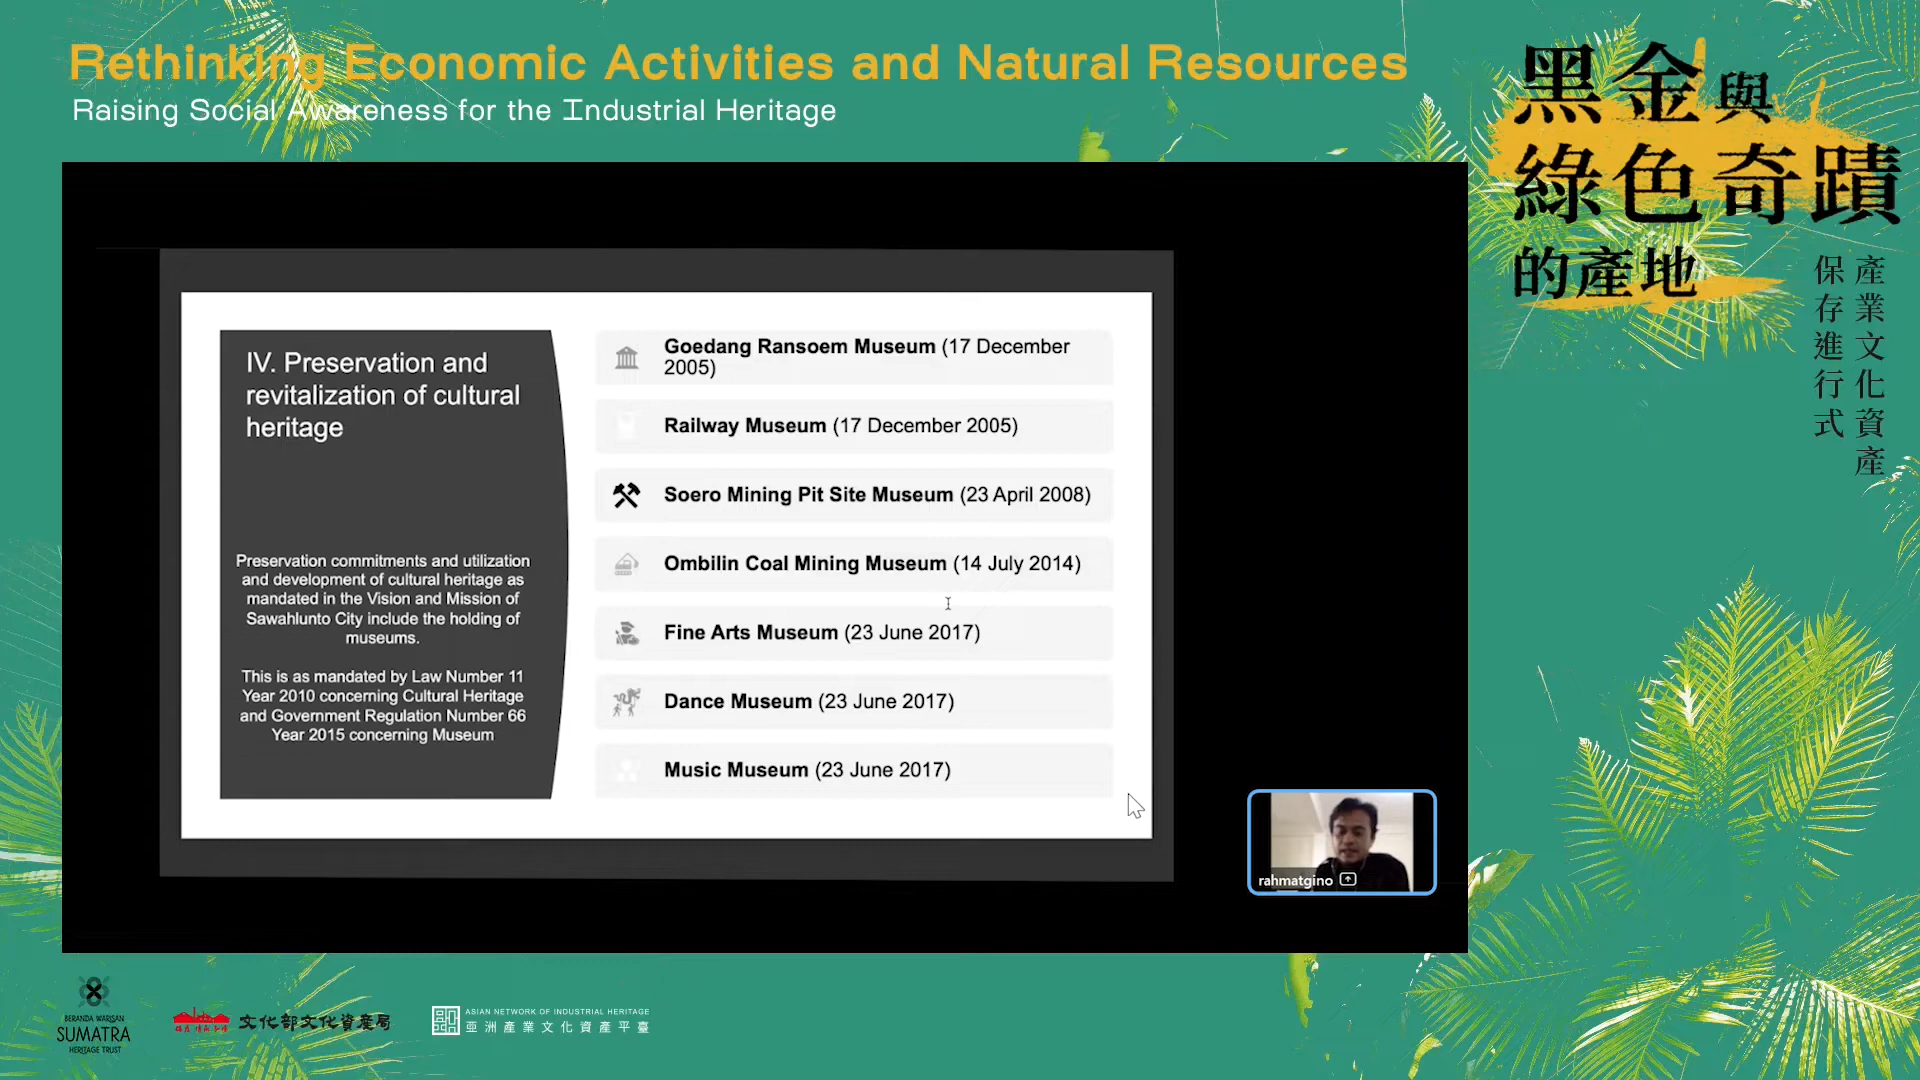 Rethinking Economic Activities and Natural Resources
Raising Social Awareness for the Industrial Heritage
黑金與
綠色奇蹟
的產地
產業文化資產
保存進行式
IV. Preservation and
revitalization of cultural
heritage
Preservation commitments and utilization
and development of cultural heritage as
mandated in the Vision and Mission of
Sawahlunto City include the holding of
museums.
This is as mandated by Law Number 11
Year 2010 concerning Cultural Heritage
and Government Regulation Number 66
Year 2015 concerning Museum
Goedang Ransoem Museum (17 December
2005)
Railway Museum (17 December 2005)
Soero Mining Pit Site Museum (23 April 2008)
Ombilin Coal Mining Museum (14 July 2014)
Fine Arts Museum (23 June 2017)
Dance Museum (23 June 2017)
Music Museum (23 June 2017)
rahmatgino
BERANDA WARISAN
SUMATRA
HERITAGE TRUST
文化部文化資產局
ASIAN NETWORK OF INDUSTRIAL HERITAGE
亞洲產業文化資產平臺